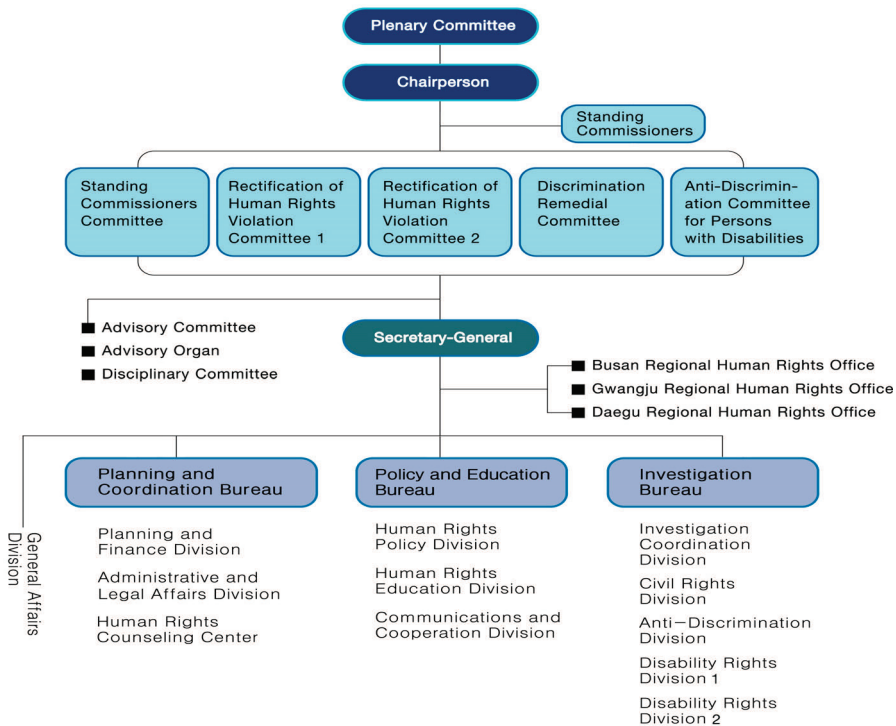 Plenary Committee
Chairperson
Standing
Commissioners
Standing
Commissioners
Committee
Rectification of
Human Rights
Violation
Committee 1
Rectification of
Human Rights
Violation
Committee 2
Discrimination
Remedial
Committee
Anti-Discrimin-
ation Committee
for Persons
with Disabilities
Advisory Committee
Advisory Organ
Disciplinary Committee
Secretary-General
Busan Regional Human Rights Office
Gwangju Regional Human Rights Office
Daegu Regional Human Rights Office
General Affairs
Division
Planning and
Coordination Bureau
Planning and
Finance Division
Administrative and
Legal Affairs Division
Human Rights
Counseling Center
Policy and Education
Bureau
Human Rights
Policy Division
Human Rights
Education Division
Communications and
Cooperation Division
Investigation
Bureau
Investigation
Coordination
Division
Civil Rights
Division
Anti-Discrimination
Division
Disability Rights
Division 1
Disability Rights
Division 2